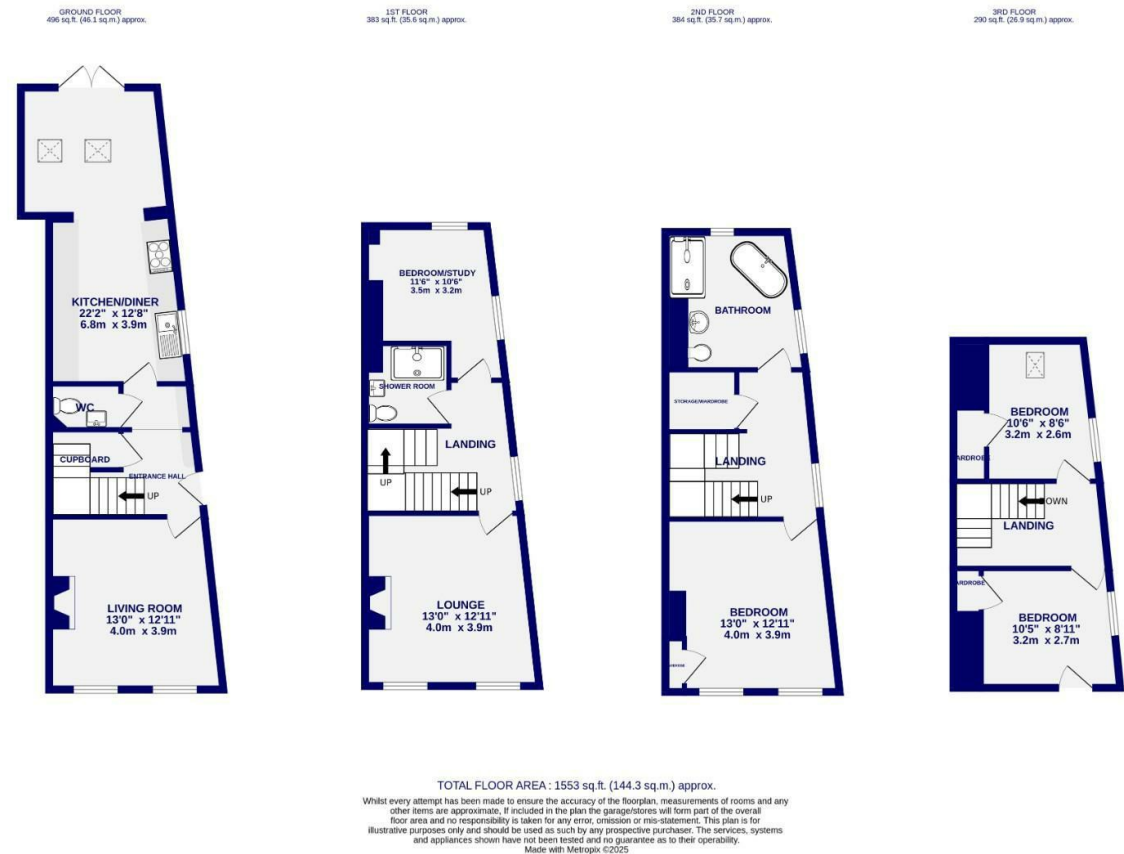 GROUND FLOOR
496 sq.ft. (46.1 sq.m.) approx.
1ST FLOOR
383 sq.ft. (35.6 sq.m.) approx.
2ND FLOOR
384 sq.ft. (35.7 sq.m.) approx.
3RD FLOOR
290 sq.ft. (26.9 sq.m.) approx.
KITCHEN/DINER
22'2" x 12'8"
6.8m x 3.9m
WC
CUPBOARD
ENTRANCE HALL
UP
LIVING ROOM
13'0" x 12'11"
4.0m x 3.9m
BEDROOM/STUDY
11'6" x 10'6"
3.5m x 3.2m
SHOWER ROOM
LANDING
UP
UP
LOUNGE
13'0" x 12'11"
4.0m x 3.9m
BATHROOM
STORAGE/WARDROBE
LANDING
UP
BEDROOM
13'0" x 12'11"
4.0m x 3.9m
BEDROOM
10'6" x 8'6"
3.2m x 2.6m
ARDROBE
OWN
LANDING
ARDROBE
BEDROOM
10'5" x 8'11"
3.2m x 2.7m
TOTAL FLOOR AREA : 1553 sq.ft. (144.3 sq.m.) approx.
Whilst every attempt has been made to ensure the accuracy of the floorplan, measurements of rooms and any
other items are approximate, If included in the plan the garage/stores will form part of the overall
floor area and no responsibility is taken for any error, omission or mis-statement. This plan is for
illustrative purposes only and should be used as such by any prospective purchaser. The services, systems
and appliances shown have not been tested and no guarantee as to their operability.
Made with Metropix ©2025